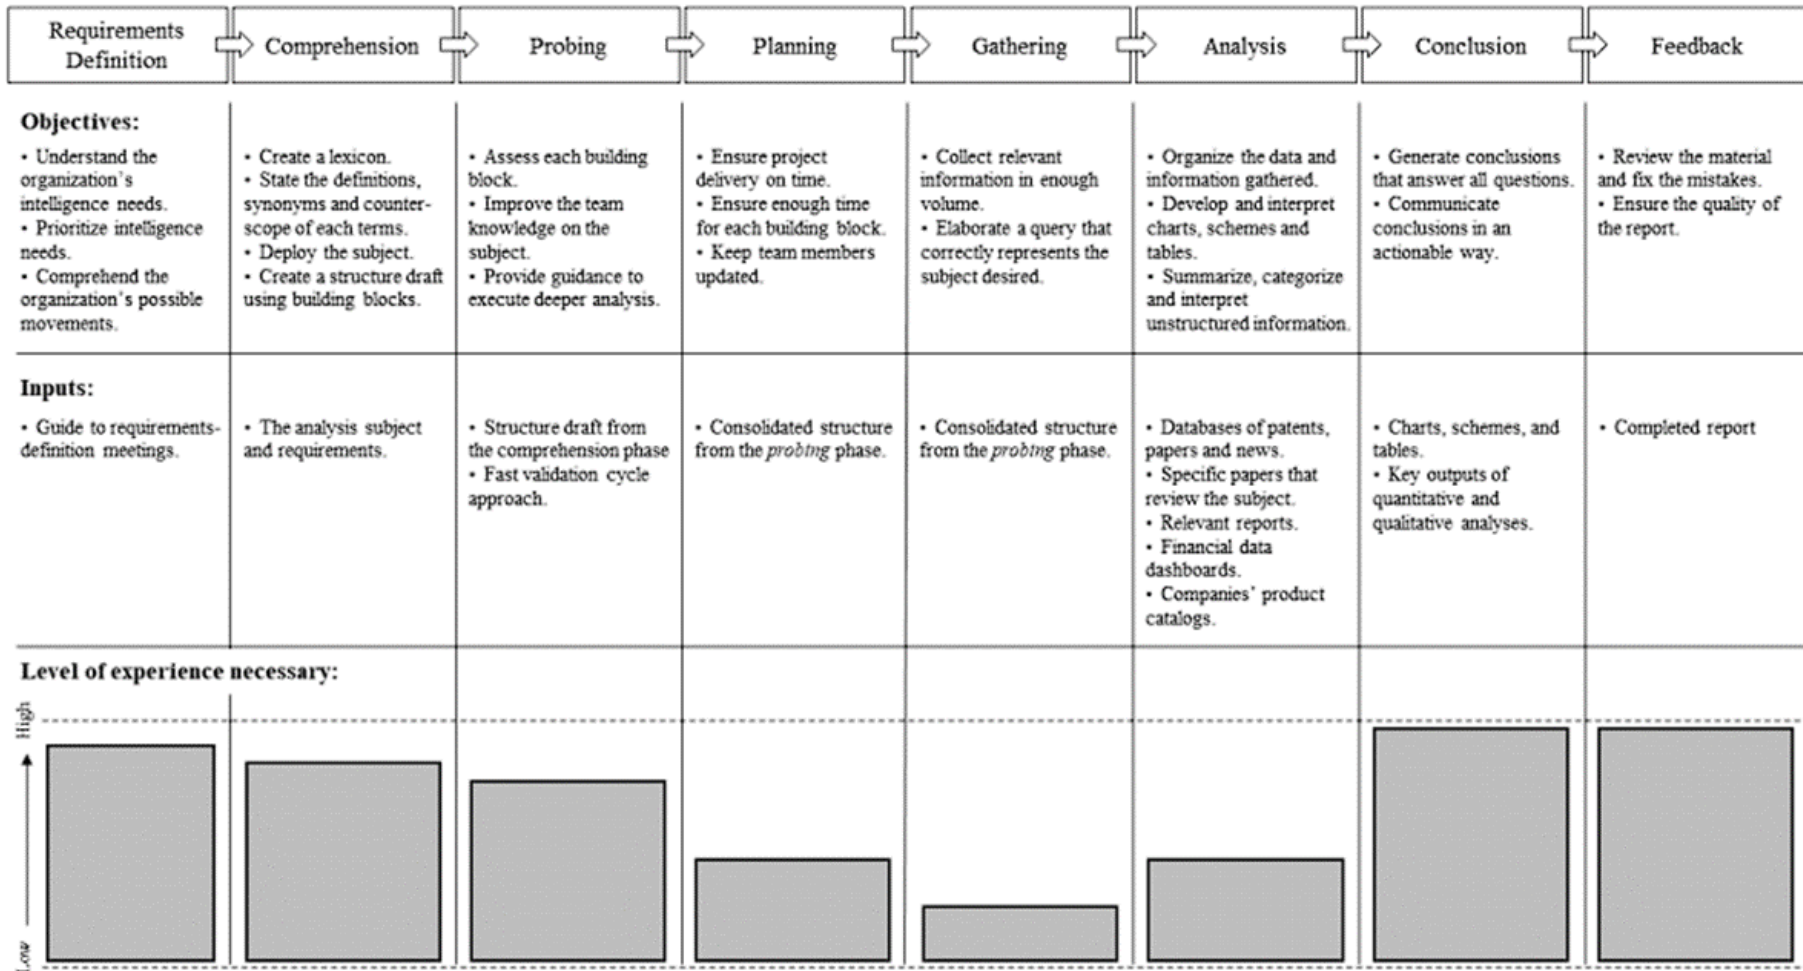 Requirements
Definition
Comprehension
Probing
Planning
Gathering
Analysis
Conclusion
Feedback
Objectives:
• Understand the
organization's
intelligence needs.
• Prioritize intelligence
needs.
• Comprehend the
organization's possible
movements.
• Create a lexicon.
• State the definitions,
synonyms and counter-
scope of each terms.
• Deploy the subject.
• Create a structure draft
using building blocks.
• Assess each building
block.
• Improve the team
knowledge on the
subject.
• Provide guidance to
execute deeper analysis.
• Ensure project
delivery on time.
• Ensure enough time
for each building block.
• Keep team members
updated.
• Collect relevant
information in enough
volume.
• Elaborate a query that
correctly represents the
subject desired.
• Organize the data and
information gathered.
• Develop and interpret
charts, schemes and
tables.
• Summarize, categorize
and interpret
unstructured information.
• Generate conclusions
that answer all questions.
• Communicate
conclusions in an
actionable way.
• Review the material
and fix the mistakes.
• Ensure the quality of
the report.
Inputs:
• Guide to requirements-
definition meetings.
• The analysis subject
and requirements.
• Structure draft from
the comprehension phase
• Fast validation cycle
approach.
• Consolidated structure
from the probing phase.
• Consolidated structure
from the probing phase.
• Databases of patents,
papers and news.
• Specific papers that
review the subject.
• Relevant reports.
• Financial data
dashboards.
• Companies' product
catalogs.
• Charts, schemes, and
tables.
• Key outputs of
quantitative and
qualitative analyses.
• Completed report
Level of experience necessary:
High
Low